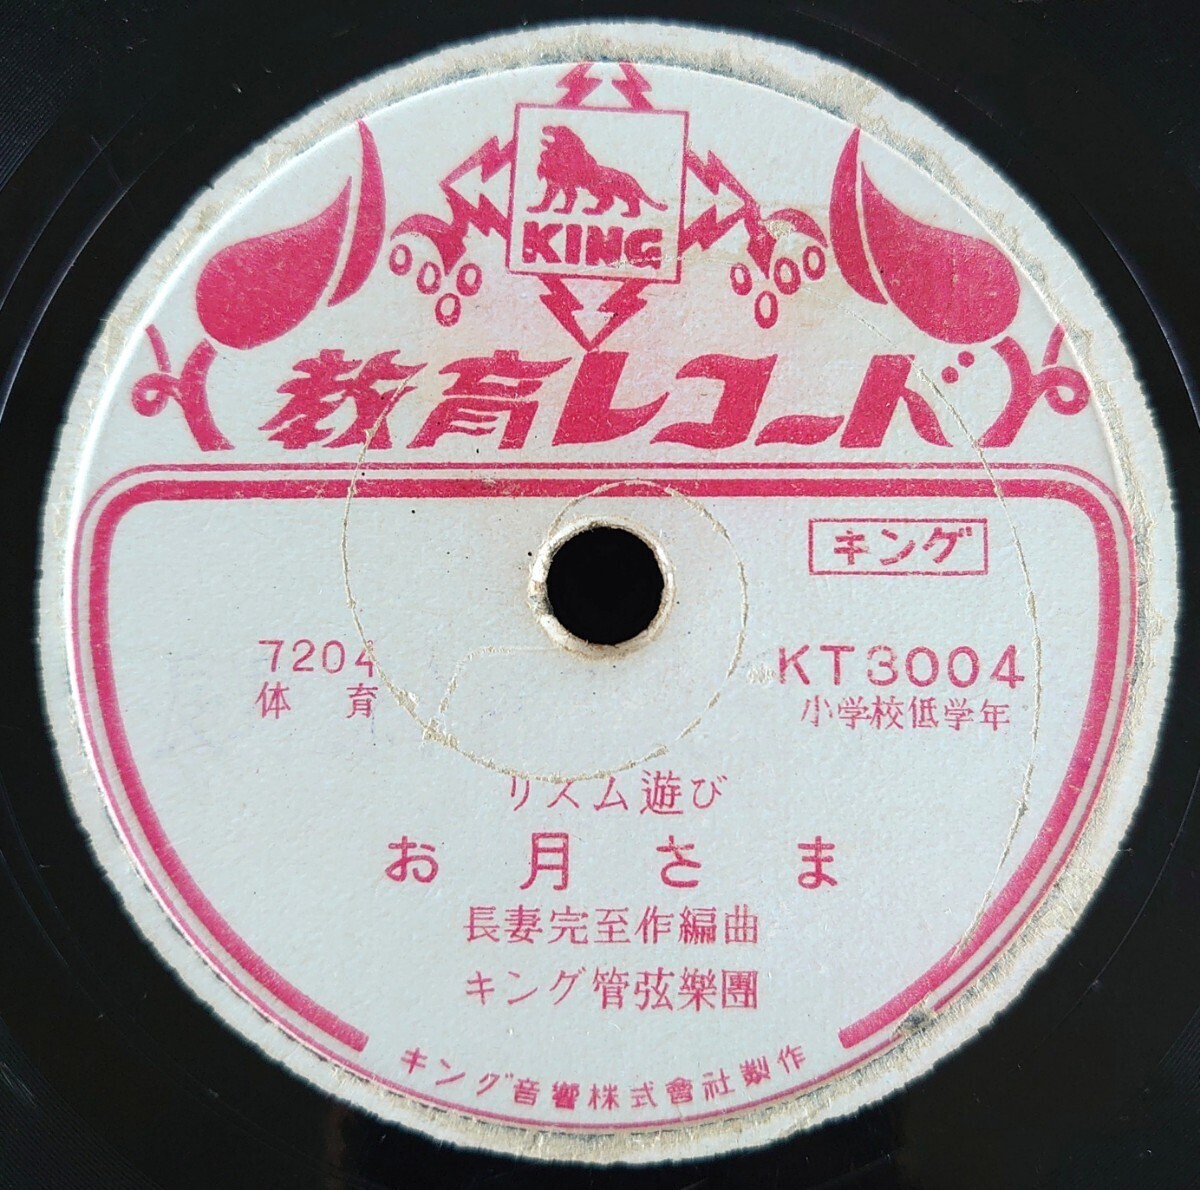 KING
教育レコード
キング
7204
体育
KT3004
小学校低学年
リズム遊び
お月さま
長妻完至作編曲
キング管弦樂團
キング音響株式會社製作